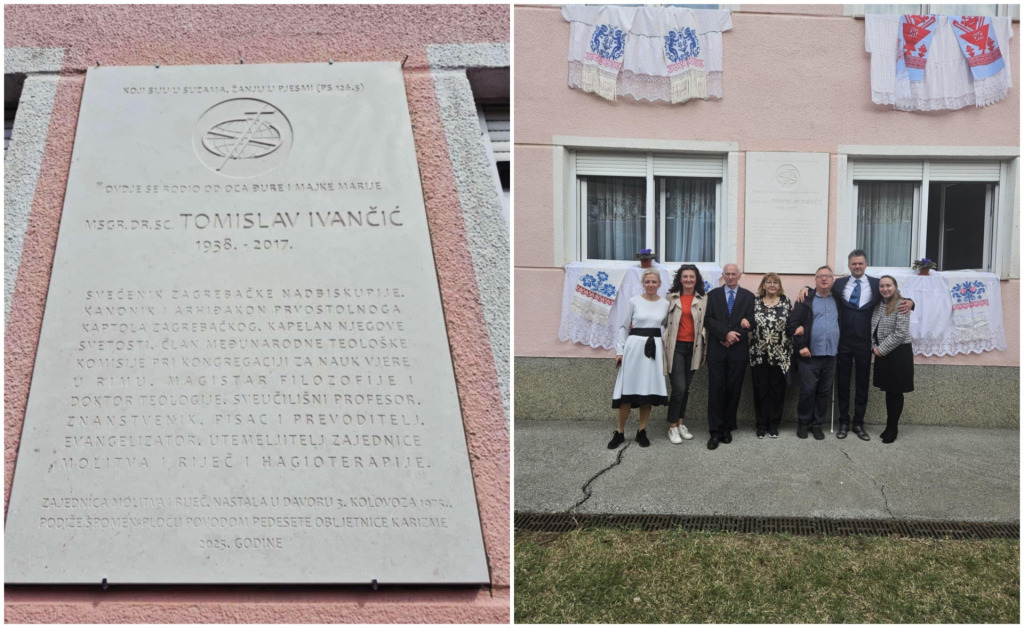 KOJI SIJU U SUZAMA, ŽANJU U PJESMI (PS 126,5)
OVDJE SE RODIO OD OCA ĐURE I MAJKE MARIJE
MSGR. DR. SC. TOMISLAV IVANČIĆ
1938. - 2017.
SVEĆENIK ZAGREBAČKE NADBISKUPIJE,
KANONIK I ARHIĐAKON PRVOSTOLNOGA
KAPTOLA ZAGREBAČKOG, KAPELAN NJEGOVE
SVETOSTI, ČLAN MEĐUNARODNE TEOLOŠKE
KOMISIJE PRI KONGREGACIJI ZA NAUK VJERE
U RIMU, MAGISTAR FILOZOFIJE I
DOKTOR TEOLOGIJE, SVEUČILIŠNI PROFESOR,
ZNANSTVENIK, PISAC I PREVODITELJ,
EVANGELIZATOR, UTEMELJITELJ ZAJEDNICE
MOLITVA I RIJEČ I HAGIOTERAPIJE.
ZAJEDNICA MOLITVA I RIJEČ, NASTALA U DAVORU 3. KOLOVOZA 1975.,
PODIŽE SPOMEN-PLOČU POVODOM PEDESETE OBLJETNICE KARIZME
2025. GODINE